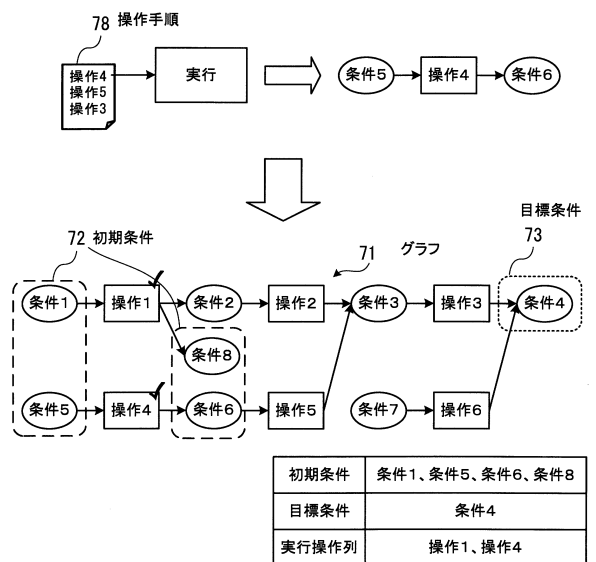 78 操作手順
操作4
操作5
操作3
実行
条件5
操作4
条件6
目標条件
73
72 初期条件
71 グラフ
条件1
操作1
条件2
操作2
条件3
操作3
条件4
条件8
条件5
操作4
条件6
操作5
条件7
操作6
初期条件 条件1、条件5、条件6、条件8
目標条件 条件4
実行操作列 操作1、操作4